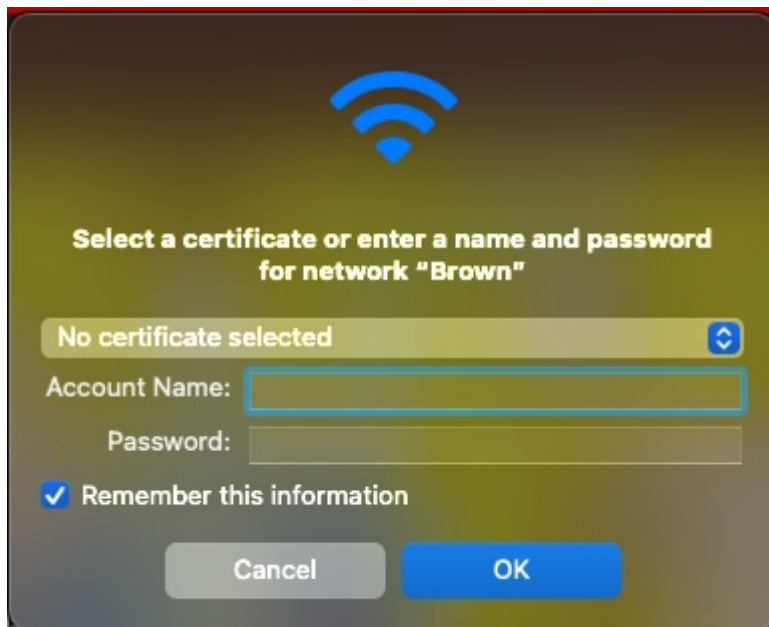 Select a certificate or enter a name and password
for network “Brown”
No certificate selected
Account Name:
Password:
Remember this information
Cancel
OK